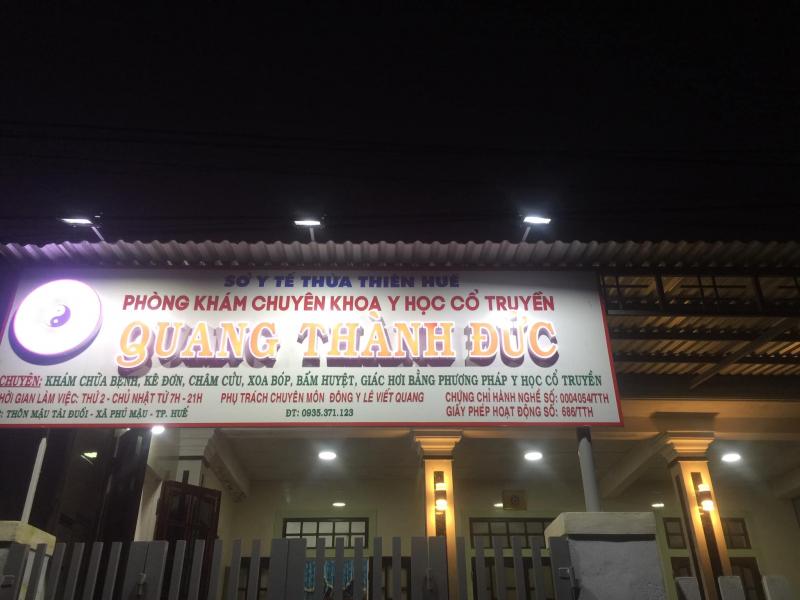 SỞ Y TẾ THỪA THIÊN HUẾ
PHÒNG KHÁM CHUYÊN KHOA Y HỌC CỔ TRUYỀN
QUANG THÀNH ĐỨC
CHUYÊN: KHÁM CHỮA BỆNH, KÊ ĐƠN, CHÂM CỨU, XOA BÓP, BẤM HUYỆT, GIÁC HƠI BẰNG PHƯƠNG PHÁP Y HỌC CỔ TRUYỀN
HỜI GIAN LÀM VIỆC: THỨ 2 - CHỦ NHẬT TỪ 7H - 21H PHỤ TRÁCH CHUYÊN MÔN ĐÔNG Y LÊ VIẾT QUANG CHỨNG CHỈ HÀNH NGHỀ SỐ: 0004054/TTH
: THÔN MẬU TÀI ĐUỒI - XÃ PHÚ MẬU - TP. HUẾ ĐT: 0935.371.123 GIẤY PHÉP HOẠT ĐỘNG SỐ: 686/TTH